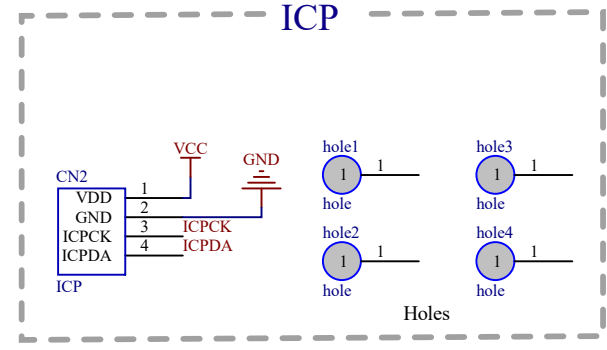 ICP
VCC
GND
CN2
VDD 1
GND 2
ICPCK 3 ICPCK
ICPDA 4 ICPDA
ICP
hole1
1 1
hole
hole3
1 1
hole
hole2
1 1
hole
hole4
1 1
hole
Holes